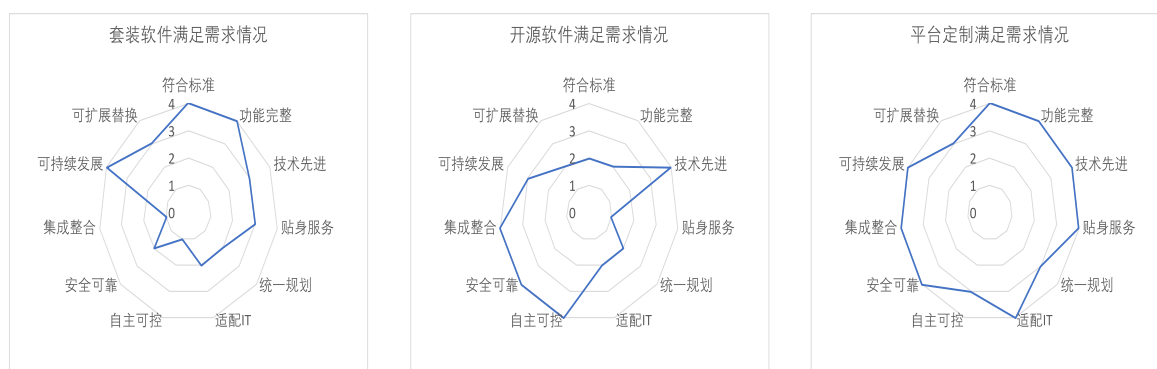 套装软件满足需求情况
符合标准
功能完整
技术先进
贴身服务
统一规划
适配IT
自主可控
安全可靠
集成整合
可持续发展
可扩展替换
4
3
2
1
0
开源软件满足需求情况
符合标准
功能完整
技术先进
贴身服务
统一规划
适配IT
自主可控
安全可靠
集成整合
可持续发展
可扩展替换
4
3
2
1
0
平台定制满足需求情况
符合标准
功能完整
技术先进
贴身服务
统一规划
适配IT
自主可控
安全可靠
集成整合
可持续发展
可扩展替换
4
3
2
1
0